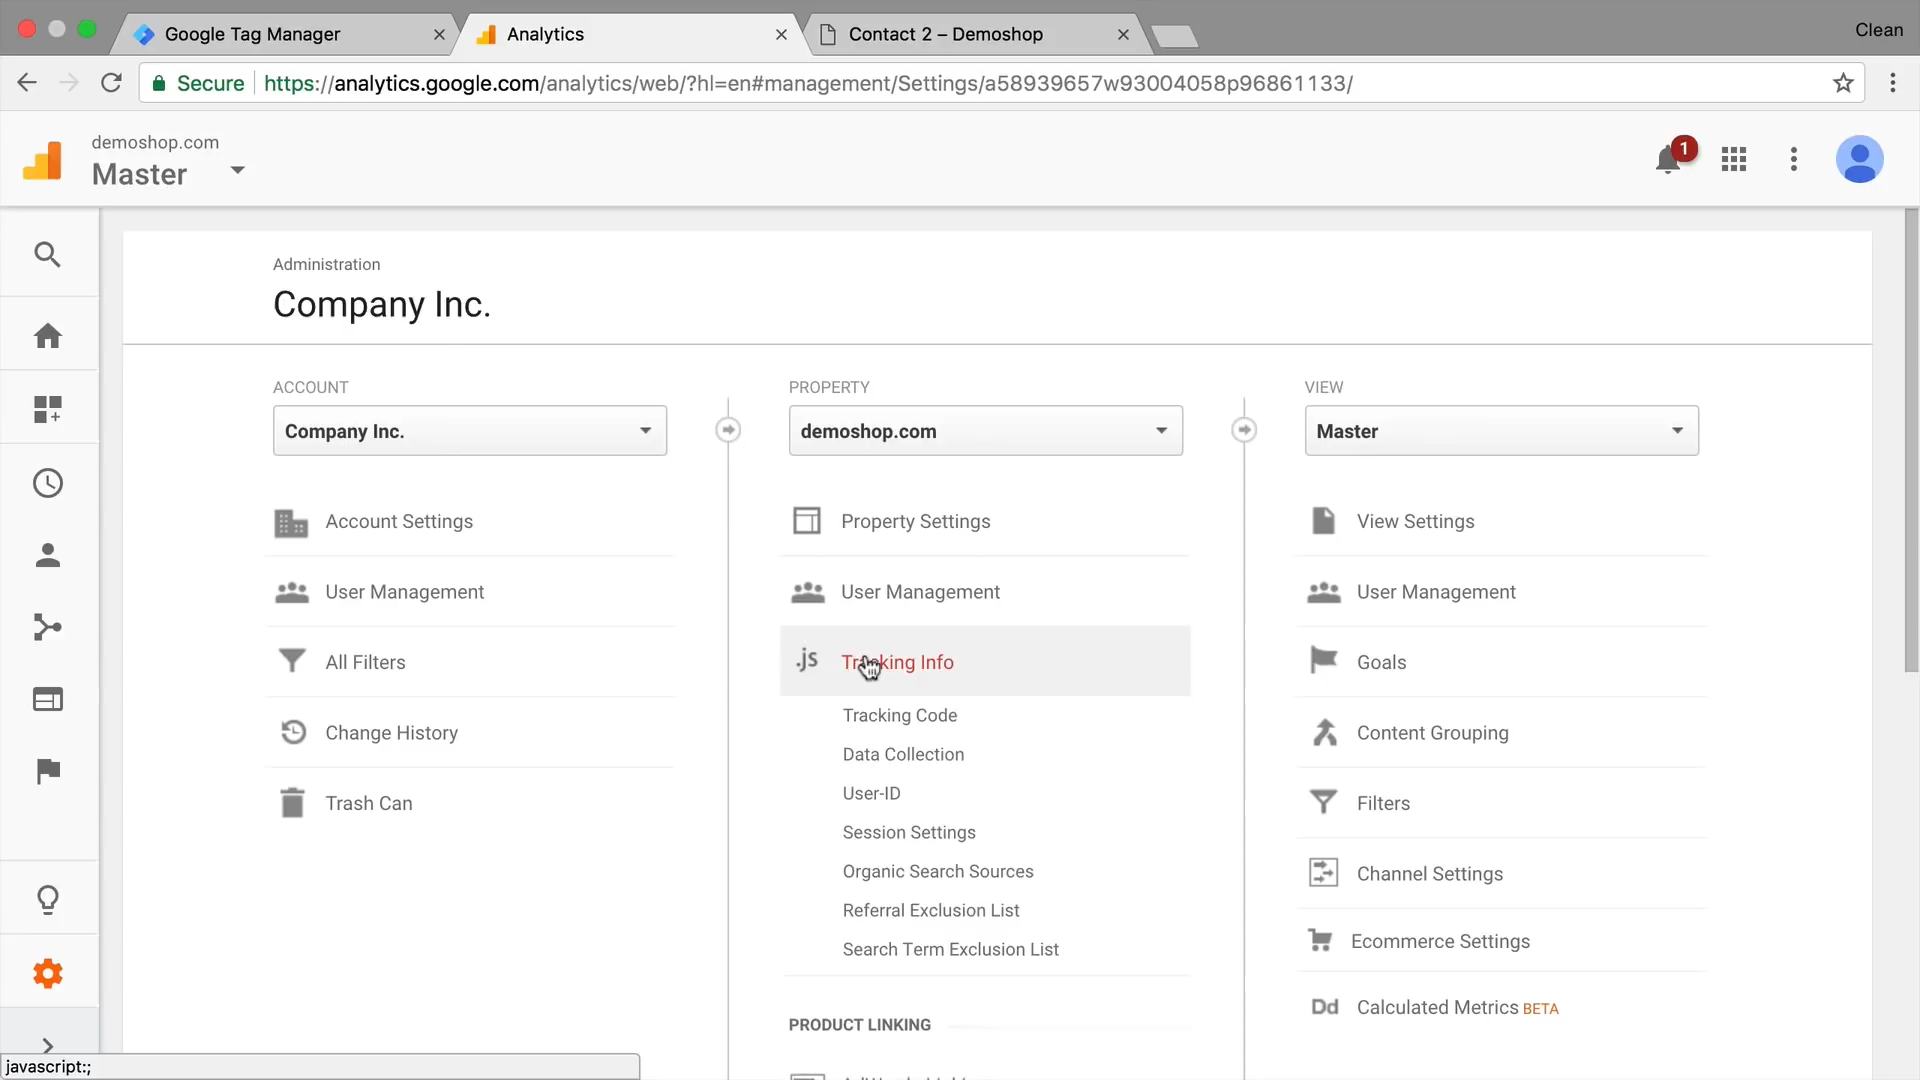 Google Tag Manager
Analytics
Contact 2 – Demoshop
Clean
Secure
https://analytics.google.com/analytics/web/?hl=en#management/Settings/a58939657w93004058p96861133/
demoshop.com
Master
1
Administration
Company Inc.
ACCOUNT
Company Inc.
Account Settings
User Management
All Filters
Change History
Trash Can
PROPERTY
demoshop.com
Property Settings
User Management
.js
Tracking Info
Tracking Code
Data Collection
User-ID
Session Settings
Organic Search Sources
Referral Exclusion List
Search Term Exclusion List
PRODUCT LINKING
VIEW
Master
View Settings
User Management
Goals
Content Grouping
Filters
Channel Settings
Ecommerce Settings
Dd
Calculated Metrics BETA
javascript:;